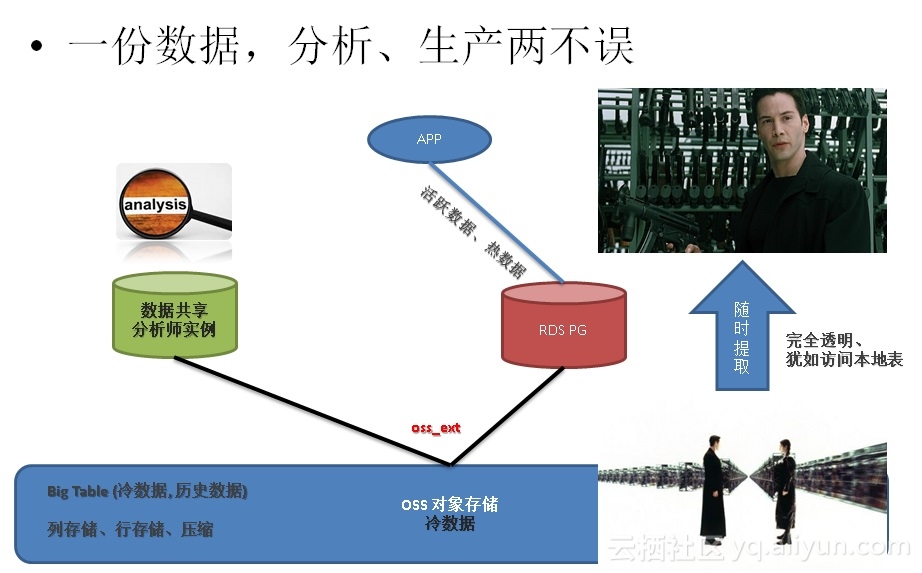 • 一份数据，分析、生产两不误
APP
analysis
活跃数据、热数据
数据共享
分析师实例
RDS PG
随时提取
完全透明、
犹如访问本地表
oss_ext
Big Table (冷数据,历史数据)
列存储、行存储、压缩
oss 对象存储
冷数据
云栖社区 yq.aliyun.com